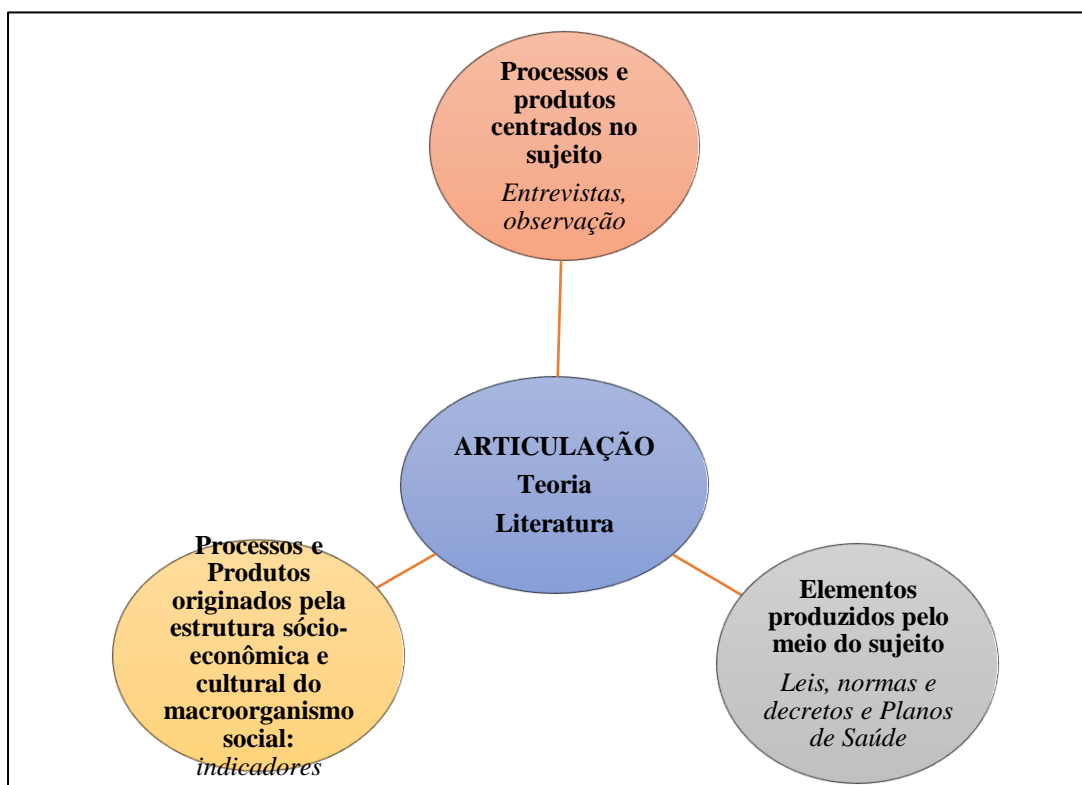 Processos e
produtos
centrados no
sujeito
Entrevistas,
observação
ARTICULAÇÃO
Teoria
Literatura
Processos e
Produtos
originados pela
estrutura sócio-
econômica e
cultural do
macroorganismo
social:
indicadores
Elementos
produzidos pelo
meio do sujeito
Leis, normas e
decretos e Planos
de Saúde